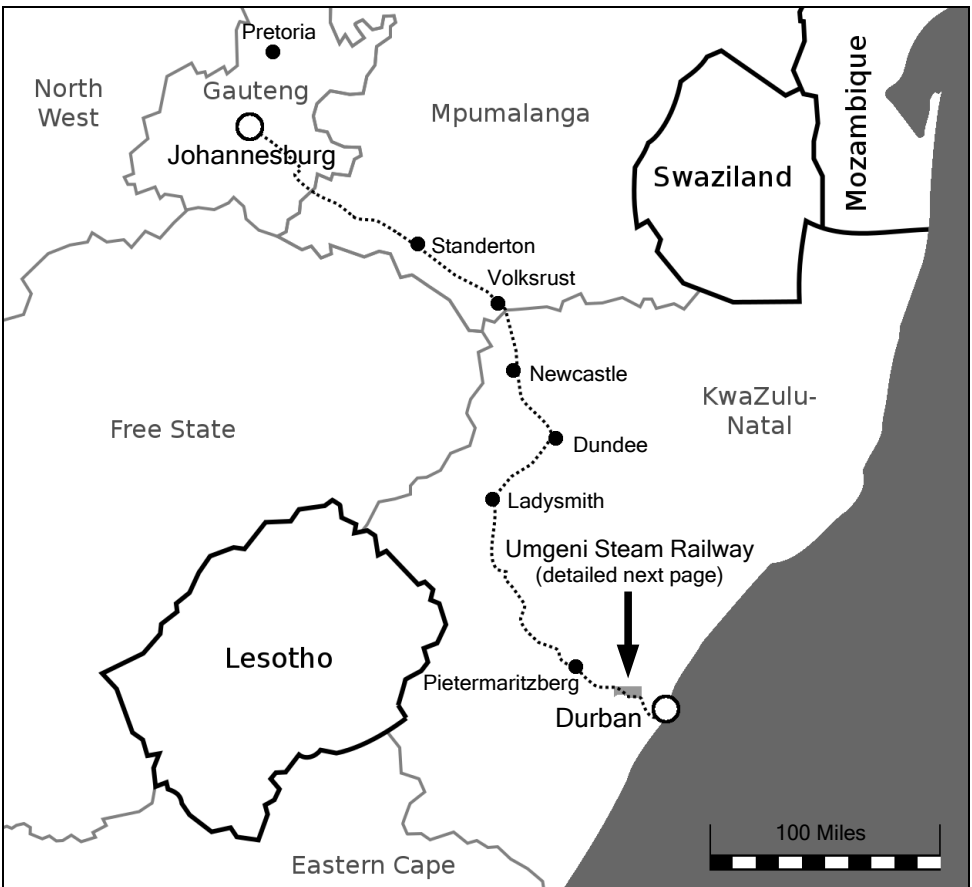 Pretoria
North
West
Gauteng
Mpumalanga
Mozambique
Johannesburg
Swaziland
Standerton
Volksrust
Newcastle
KwaZulu-
Natal
Free State
Dundee
Ladysmith
Umgeni Steam Railway
(detailed next page)
Lesotho
Pietermaritzberg
Durban
100 Miles
Eastern Cape